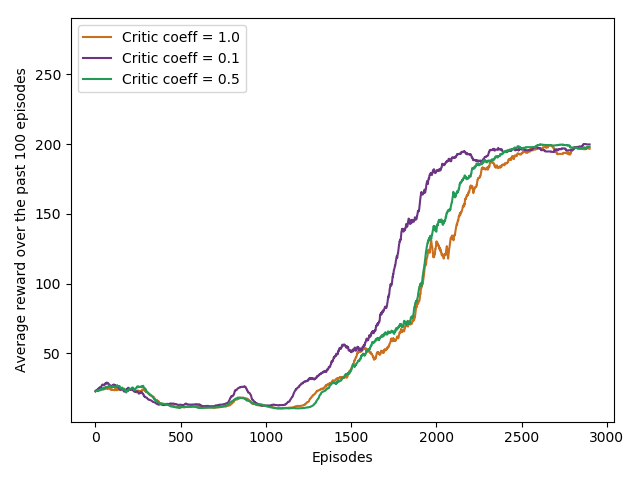 Critic coeff = 1.0
Critic coeff = 0.1
Critic coeff = 0.5
Average reward over the past 100 episodes
250
200
150
100
50
0 500 1000 1500 2000 2500 3000
Episodes